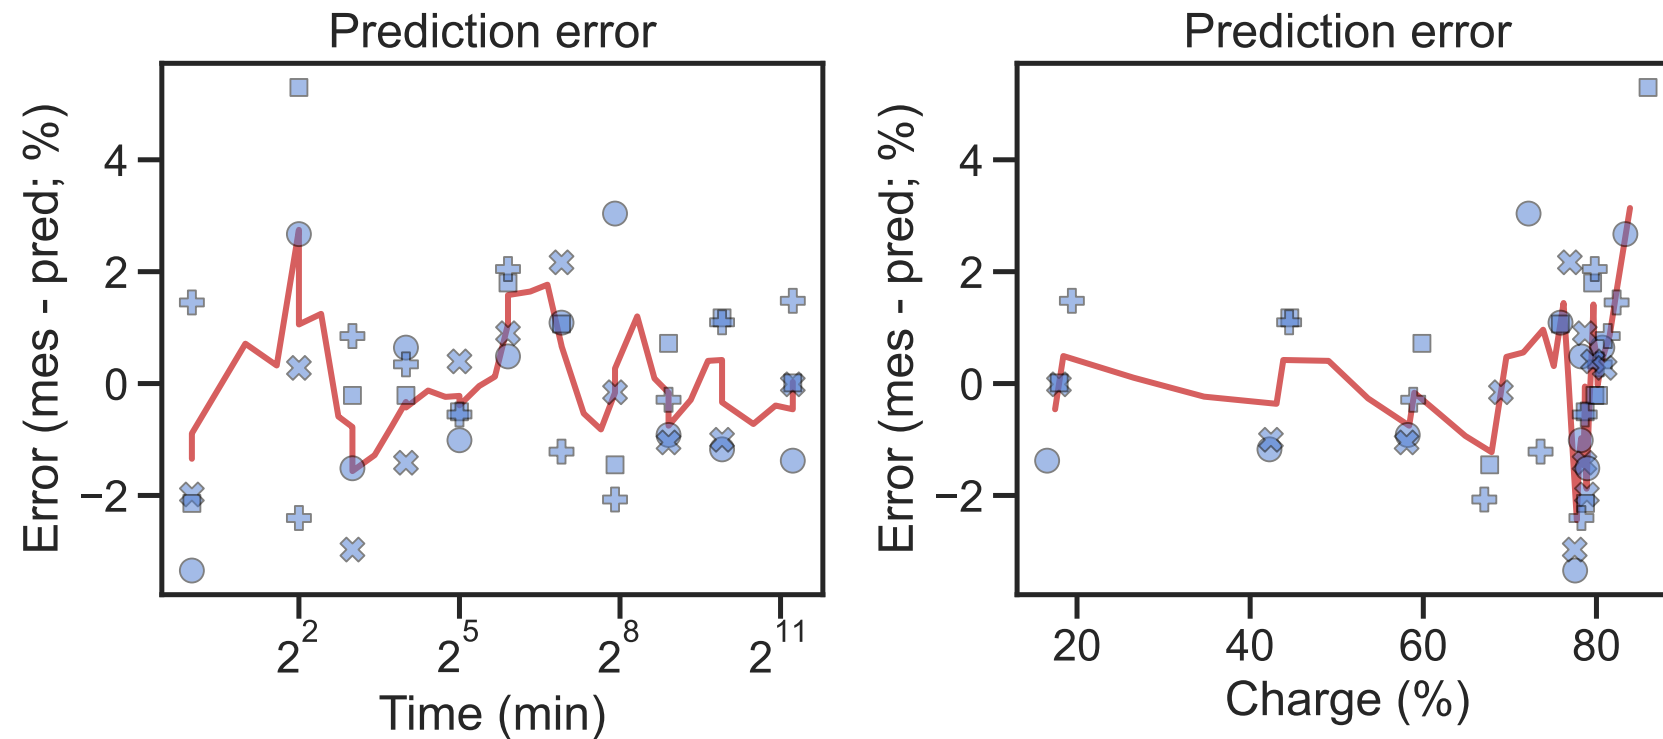 Prediction error
Error (mes - pred; %)
4
2
0
−2
2^2
2^5
2^8
2^11
Time (min)
Prediction error
Error (mes - pred; %)
4
2
0
−2
20
40
60
80
Charge (%)